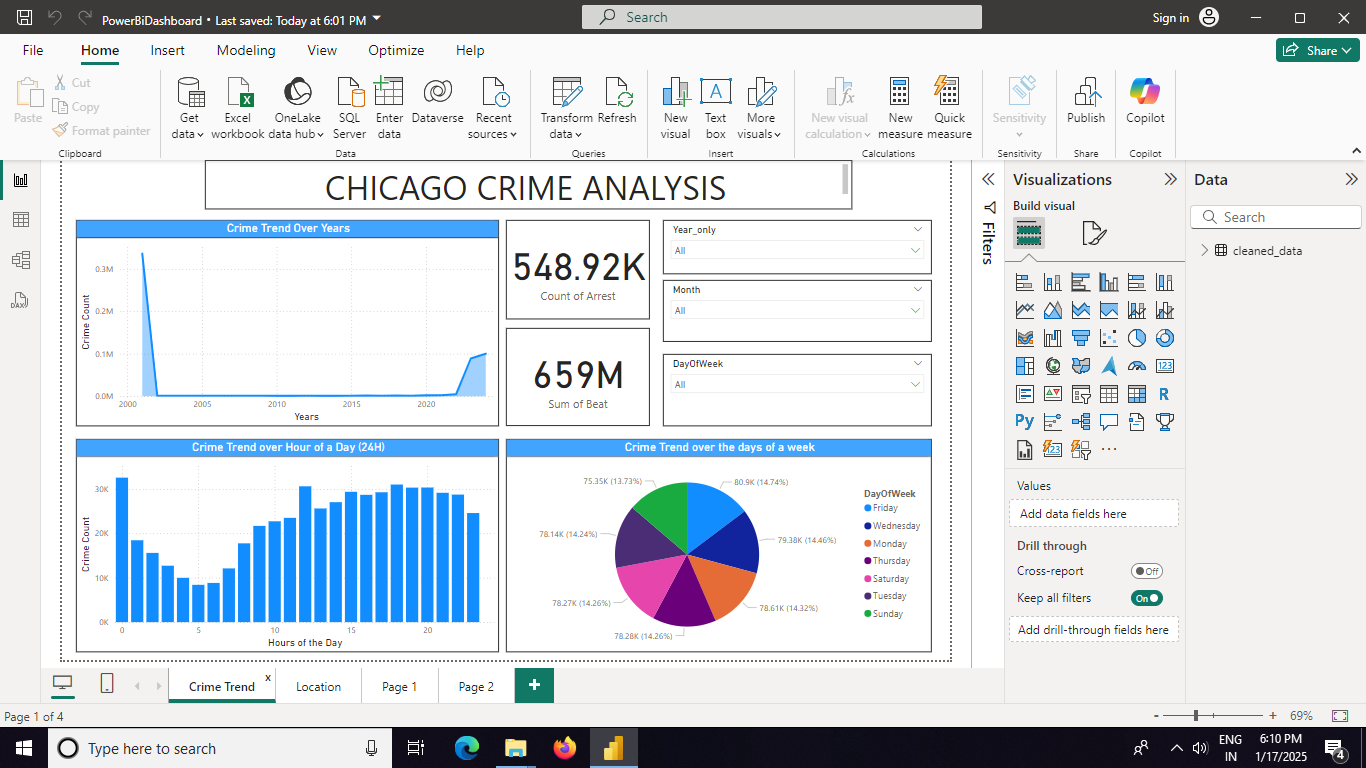 PowerBiDashboard • Last saved: Today at 6:01 PM
Search
Sign in
File
Home
Insert
Modeling
View
Optimize
Help
Share
Paste
Cut
Copy
Format painter
Clipboard
Get data
Excel workbook
OneLake data hub
SQL Server
Enter data
Dataverse
Recent sources
Data
Transform data
Refresh
Queries
New visual
Text box
More visuals
Insert
New visual calculation
New measure
Quick measure
Calculations
Sensitivity
Sensitivity
Publish
Share
Copilot
Copilot
CHICAGO CRIME ANALYSIS
Crime Trend Over Years
Crime Count
0.3M
0.2M
0.1M
0.0M
2000
2005
2010
2015
2020
Years
548.92K
Count of Arrest
659M
Sum of Beat
Year_only
All
Month
All
DayOfWeek
All
Crime Trend over Hour of a Day (24H)
Crime Count
30K
20K
10K
0K
0
5
10
15
20
Hours of the Day
Crime Trend over the days of a week
75.35K (13.73%)
80.9K (14.74%)
78.14K (14.24%)
79.38K (14.46%)
78.27K (14.26%)
78.61K (14.32%)
78.28K (14.26%)
DayOfWeek
Friday
Wednesday
Monday
Thursday
Saturday
Tuesday
Sunday
Filters
Visualizations
Build visual
123
R
Py
123
Values
Add data fields here
Drill through
Cross-report
Off
Keep all filters
On
Add drill-through fields here
Data
Search
cleaned_data
DAX
Crime Trend
x
Location
Page 1
Page 2
+
Page 1 of 4
-
+
69%
Type here to search
ENG
IN
6:10 PM
1/17/2025
4